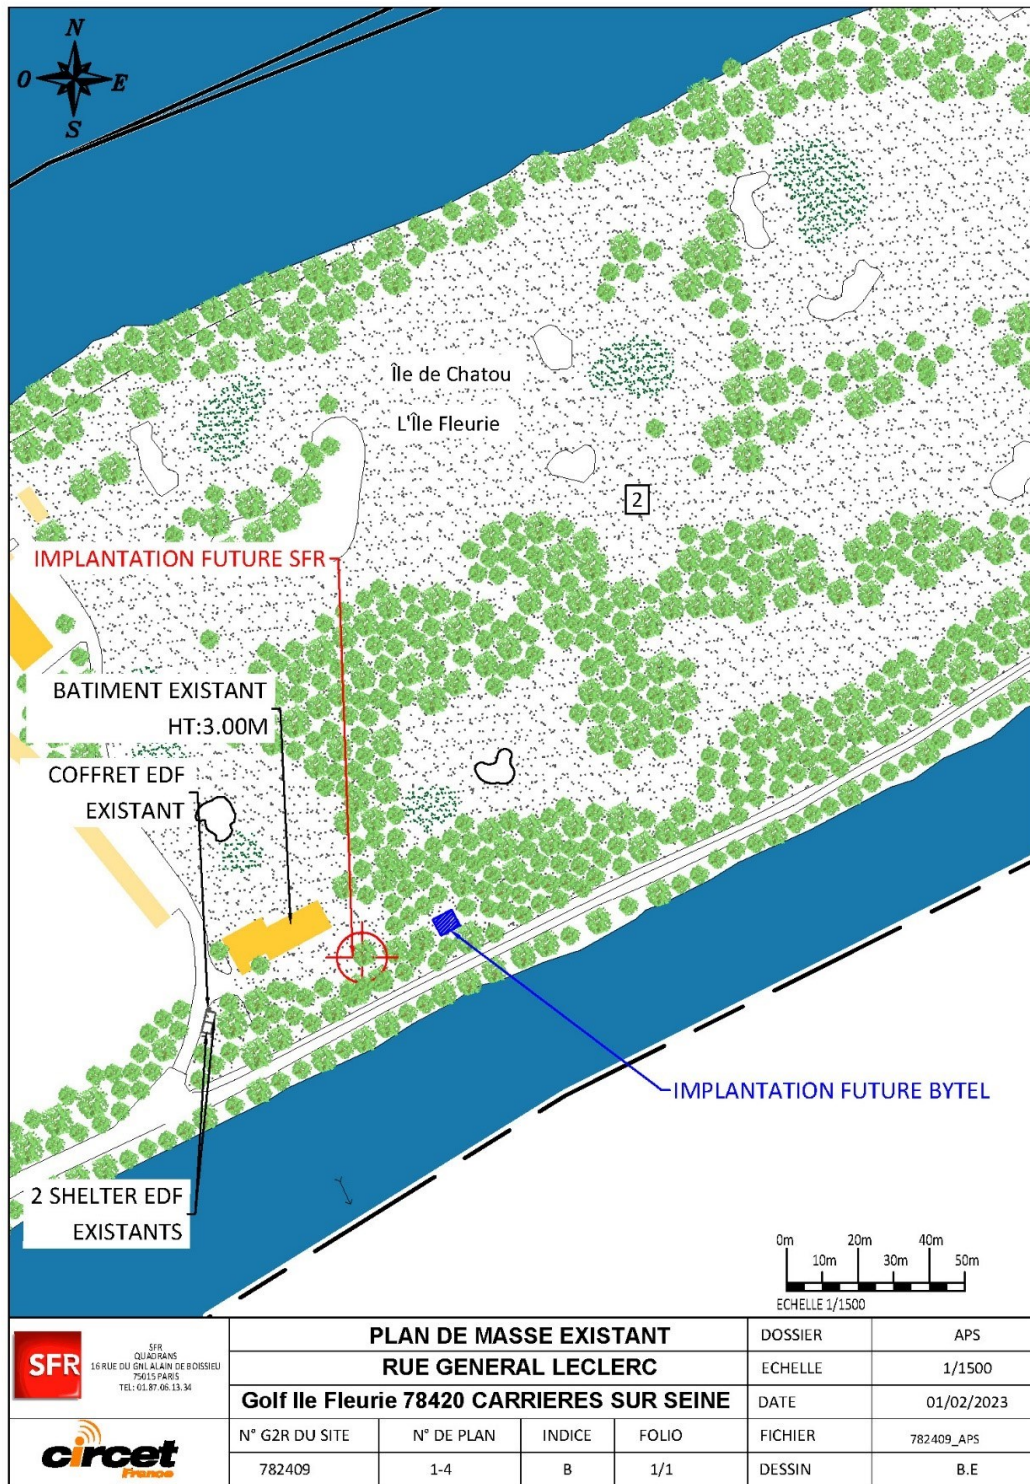 N
O E
S
Île de Chatou
L'Île Fleurie
2
IMPLANTATION FUTURE SFR
BATIMENT EXISTANT
HT:3.00M
COFFRET EDF
EXISTANT
IMPLANTATION FUTURE BYTEL
2 SHELTER EDF
EXISTANTS
0m 20m 40m
10m 30m 50m
ECHELLE 1/1500
SFR
SFR
QUADRANS
16 RUE DU GNL ALAIN DE BOISSIEU
75015 PARIS
TEL: 01.87.06.13.34
circet
France
PLAN DE MASSE EXISTANT
RUE GENERAL LECLERC
Golf Ile Fleurie 78420 CARRIERES SUR SEINE
DOSSIER APS
ECHELLE 1/1500
DATE 01/02/2023
N° G2R DU SITE N° DE PLAN INDICE FOLIO FICHIER 782409_APS
782409 1-4 B 1/1 DESSIN B.E